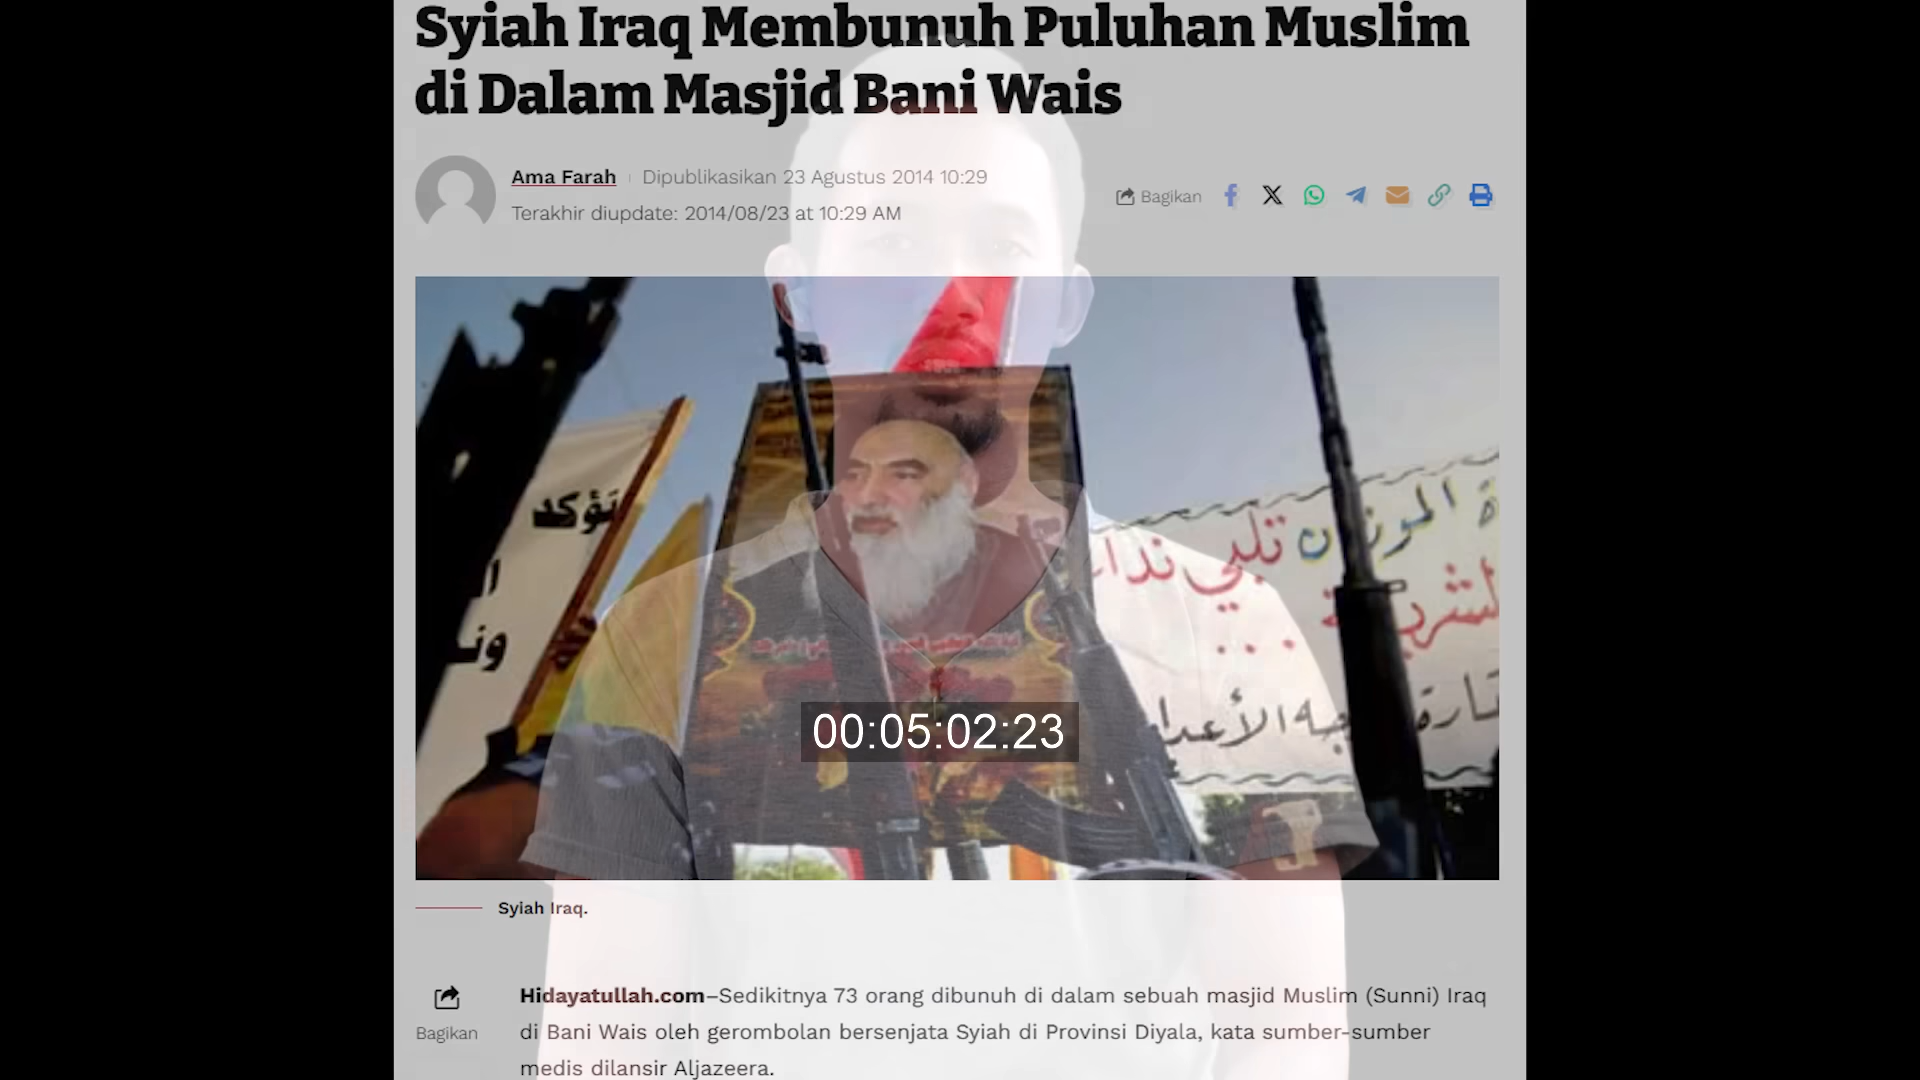 Syiah Iraq Membunuh Puluhan Muslim
di Dalam Masjid Bani Wais
Ama Farah
Dipublikasikan 23 Agustus 2014 10:29
Terakhir diupdate: 2014/08/23 at 10:29 AM
Bagikan
تؤكد
تلبي نداء
00:05:02:23
Syiah Iraq.
Bagikan
Hidayatullah.com–Sedikitnya 73 orang dibunuh di dalam sebuah masjid Muslim (Sunni) Iraq
di Bani Wais oleh gerombolan bersenjata Syiah di Provinsi Diyala, kata sumber-sumber
medis dilansir Aljazeera.